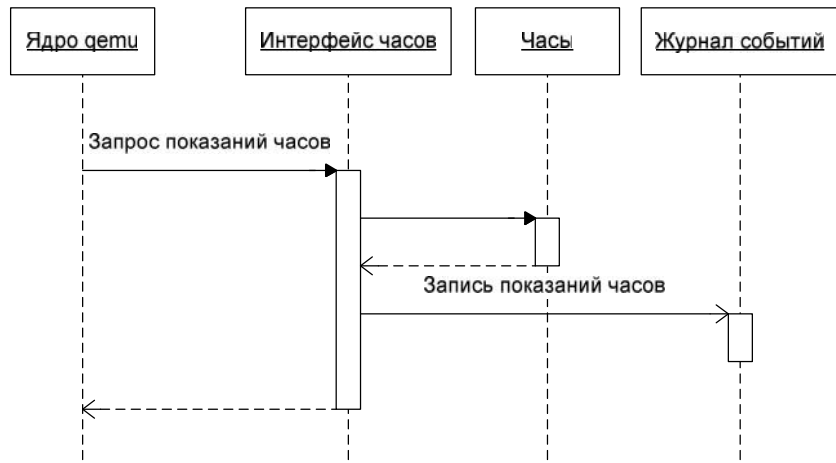 Ядро qemu
Интерфейс часов
Часы
Журнал событий
Запрос показаний часов
Запись показаний часов